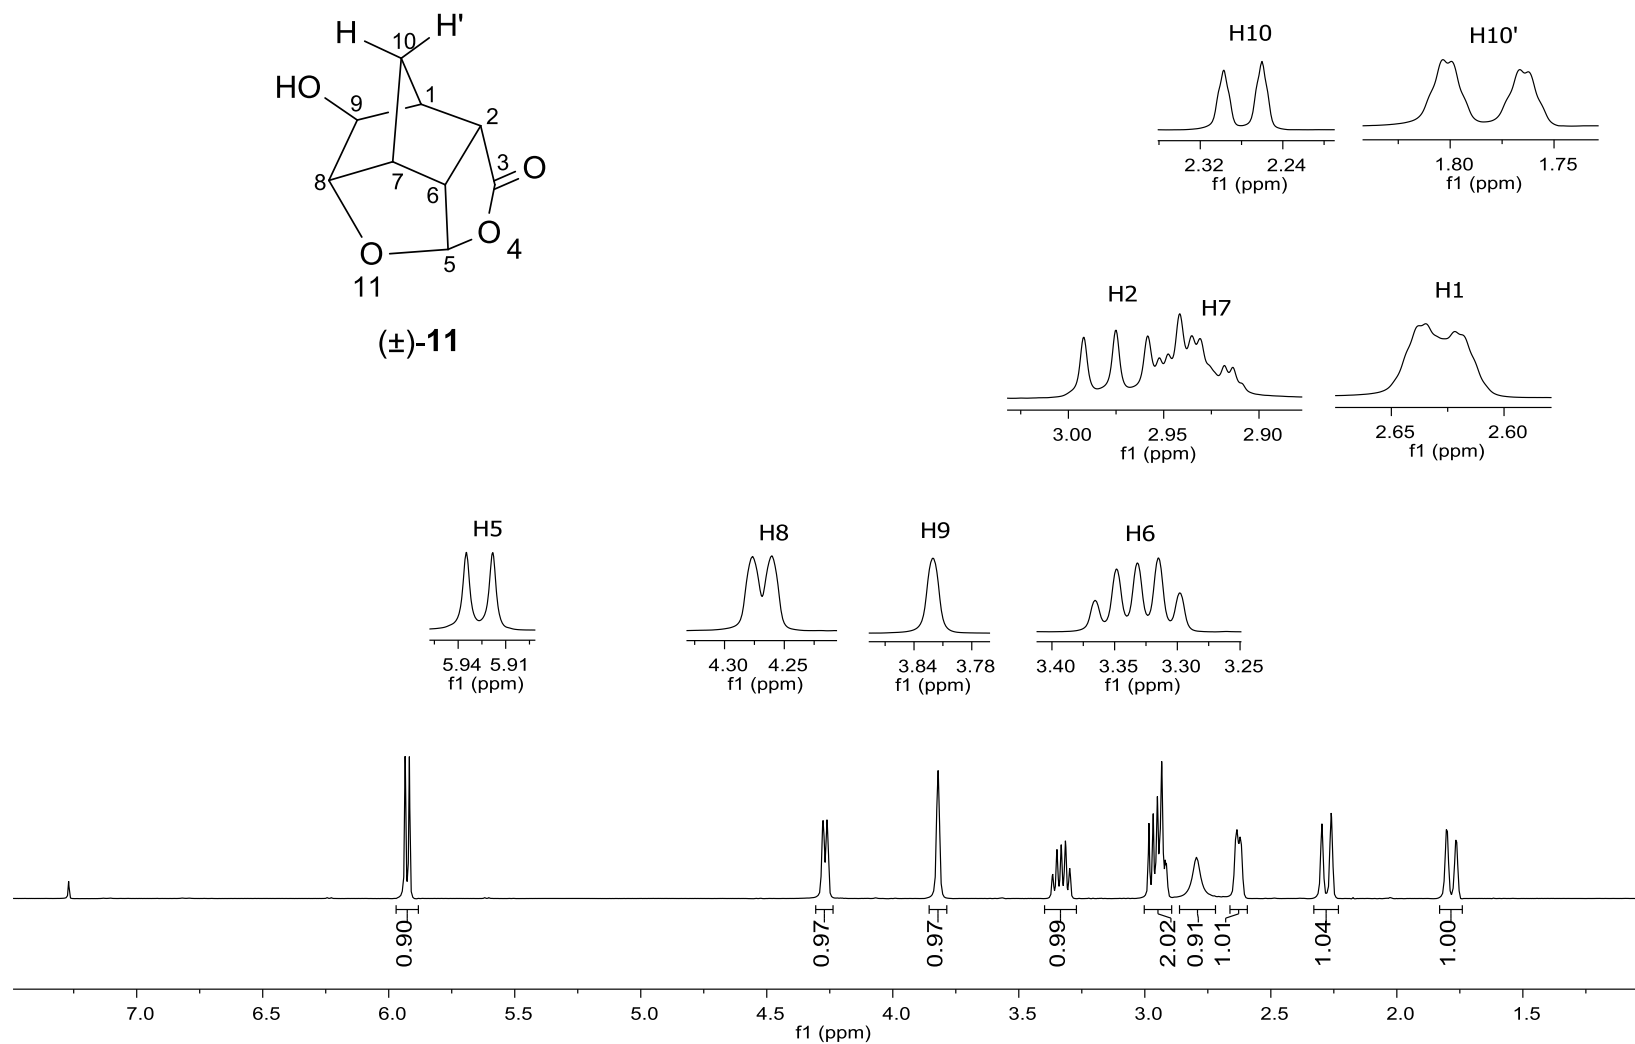 H H'
10
HO
9
1
2
3
O
8
7
6
O
4
5
O
11
(±)-11
H10
2.32 2.24
f1 (ppm)
H10'
1.80 1.75
f1 (ppm)
H2
H7
3.00 2.95 2.90
f1 (ppm)
H1
2.65 2.60
f1 (ppm)
H5
5.94 5.91
f1 (ppm)
H8
4.30 4.25
f1 (ppm)
H9
3.84 3.78
f1 (ppm)
H6
3.40 3.35 3.30 3.25
f1 (ppm)
0.90
0.97
0.97
0.99
2.02
0.91
1.01
1.04
1.00
7.0 6.5 6.0 5.5 5.0 4.5 4.0 3.5 3.0 2.5 2.0 1.5
f1 (ppm)